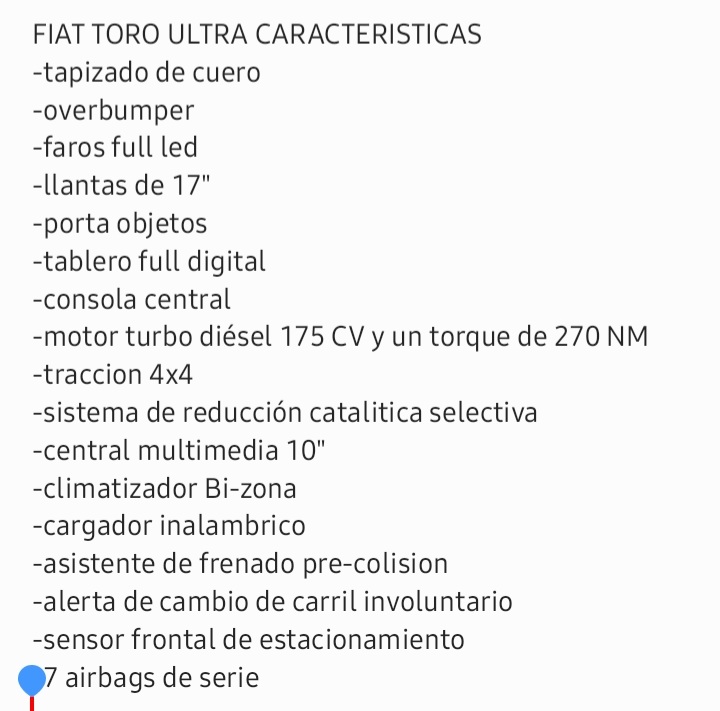 FIAT TORO ULTRA CARACTERISTICAS
-tapizado de cuero
-overbumper
-faros full led
-llantas de 17"
-porta objetos
-tablero full digital
-consola central
-motor turbo diésel 175 CV y un torque de 270 NM
-traccion 4x4
-sistema de reducción catalitica selectiva
-central multimedia 10"
-climatizador Bi-zona
-cargador inalambrico
-asistente de frenado pre-colision
-alerta de cambio de carril involuntario
-sensor frontal de estacionamiento
7 airbags de serie